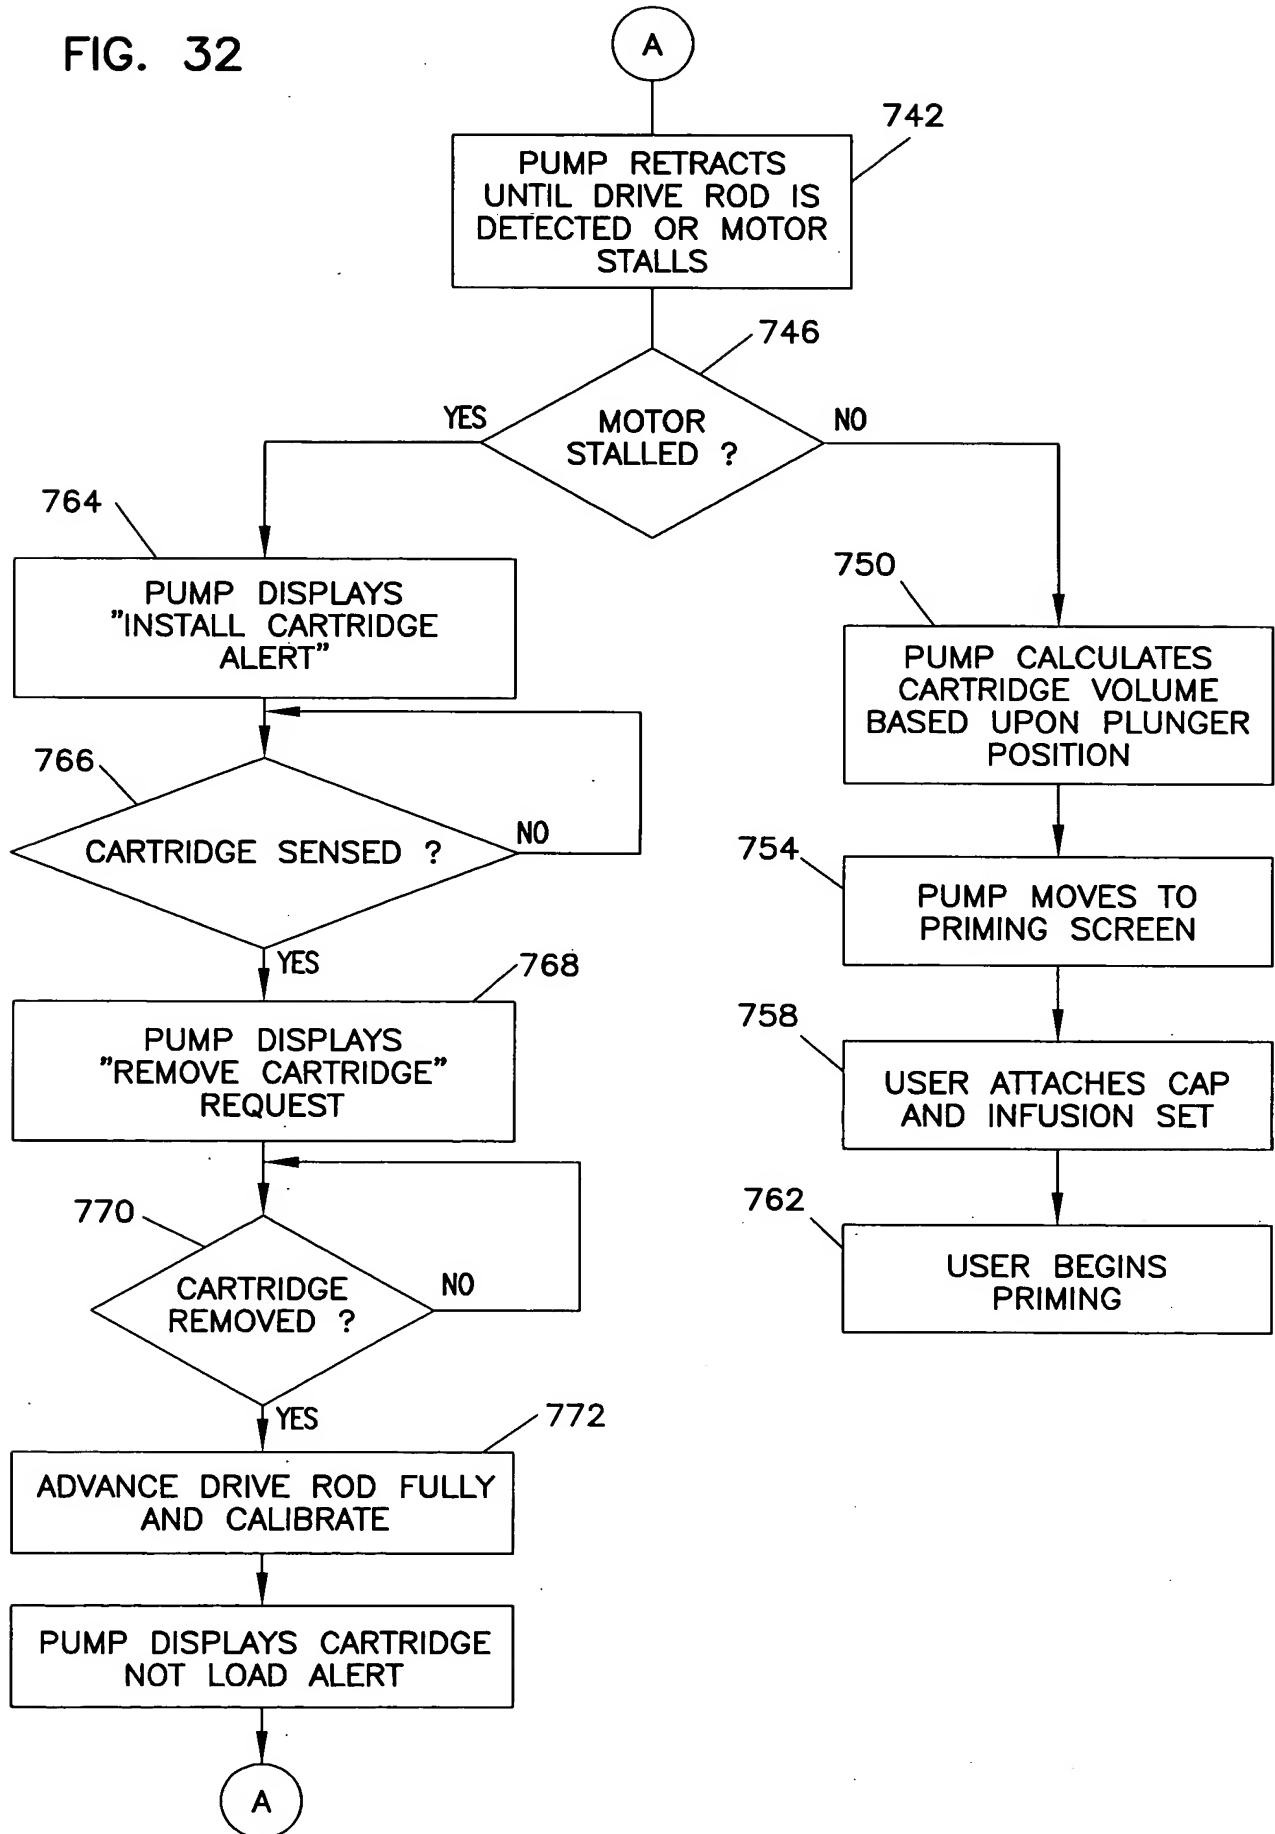 FIG. 32
A
742
PUMP RETRACTS
UNTIL DRIVE ROD IS
DETECTED OR MOTOR
STALLS
746
MOTOR
STALLED ?
YES
NO
764
PUMP DISPLAYS
"INSTALL CARTRIDGE
ALERT"
766
CARTRIDGE SENSED ?
NO
YES
768
PUMP DISPLAYS
"REMOVE CARTRIDGE"
REQUEST
770
CARTRIDGE
REMOVED ?
NO
YES
772
ADVANCE DRIVE ROD FULLY
AND CALIBRATE
PUMP DISPLAYS CARTRIDGE
NOT LOAD ALERT
A
750
PUMP CALCULATES
CARTRIDGE VOLUME
BASED UPON PLUNGER
POSITION
754
PUMP MOVES TO
PRIMING SCREEN
758
USER ATTACHES CAP
AND INFUSION SET
762
USER BEGINS
PRIMING